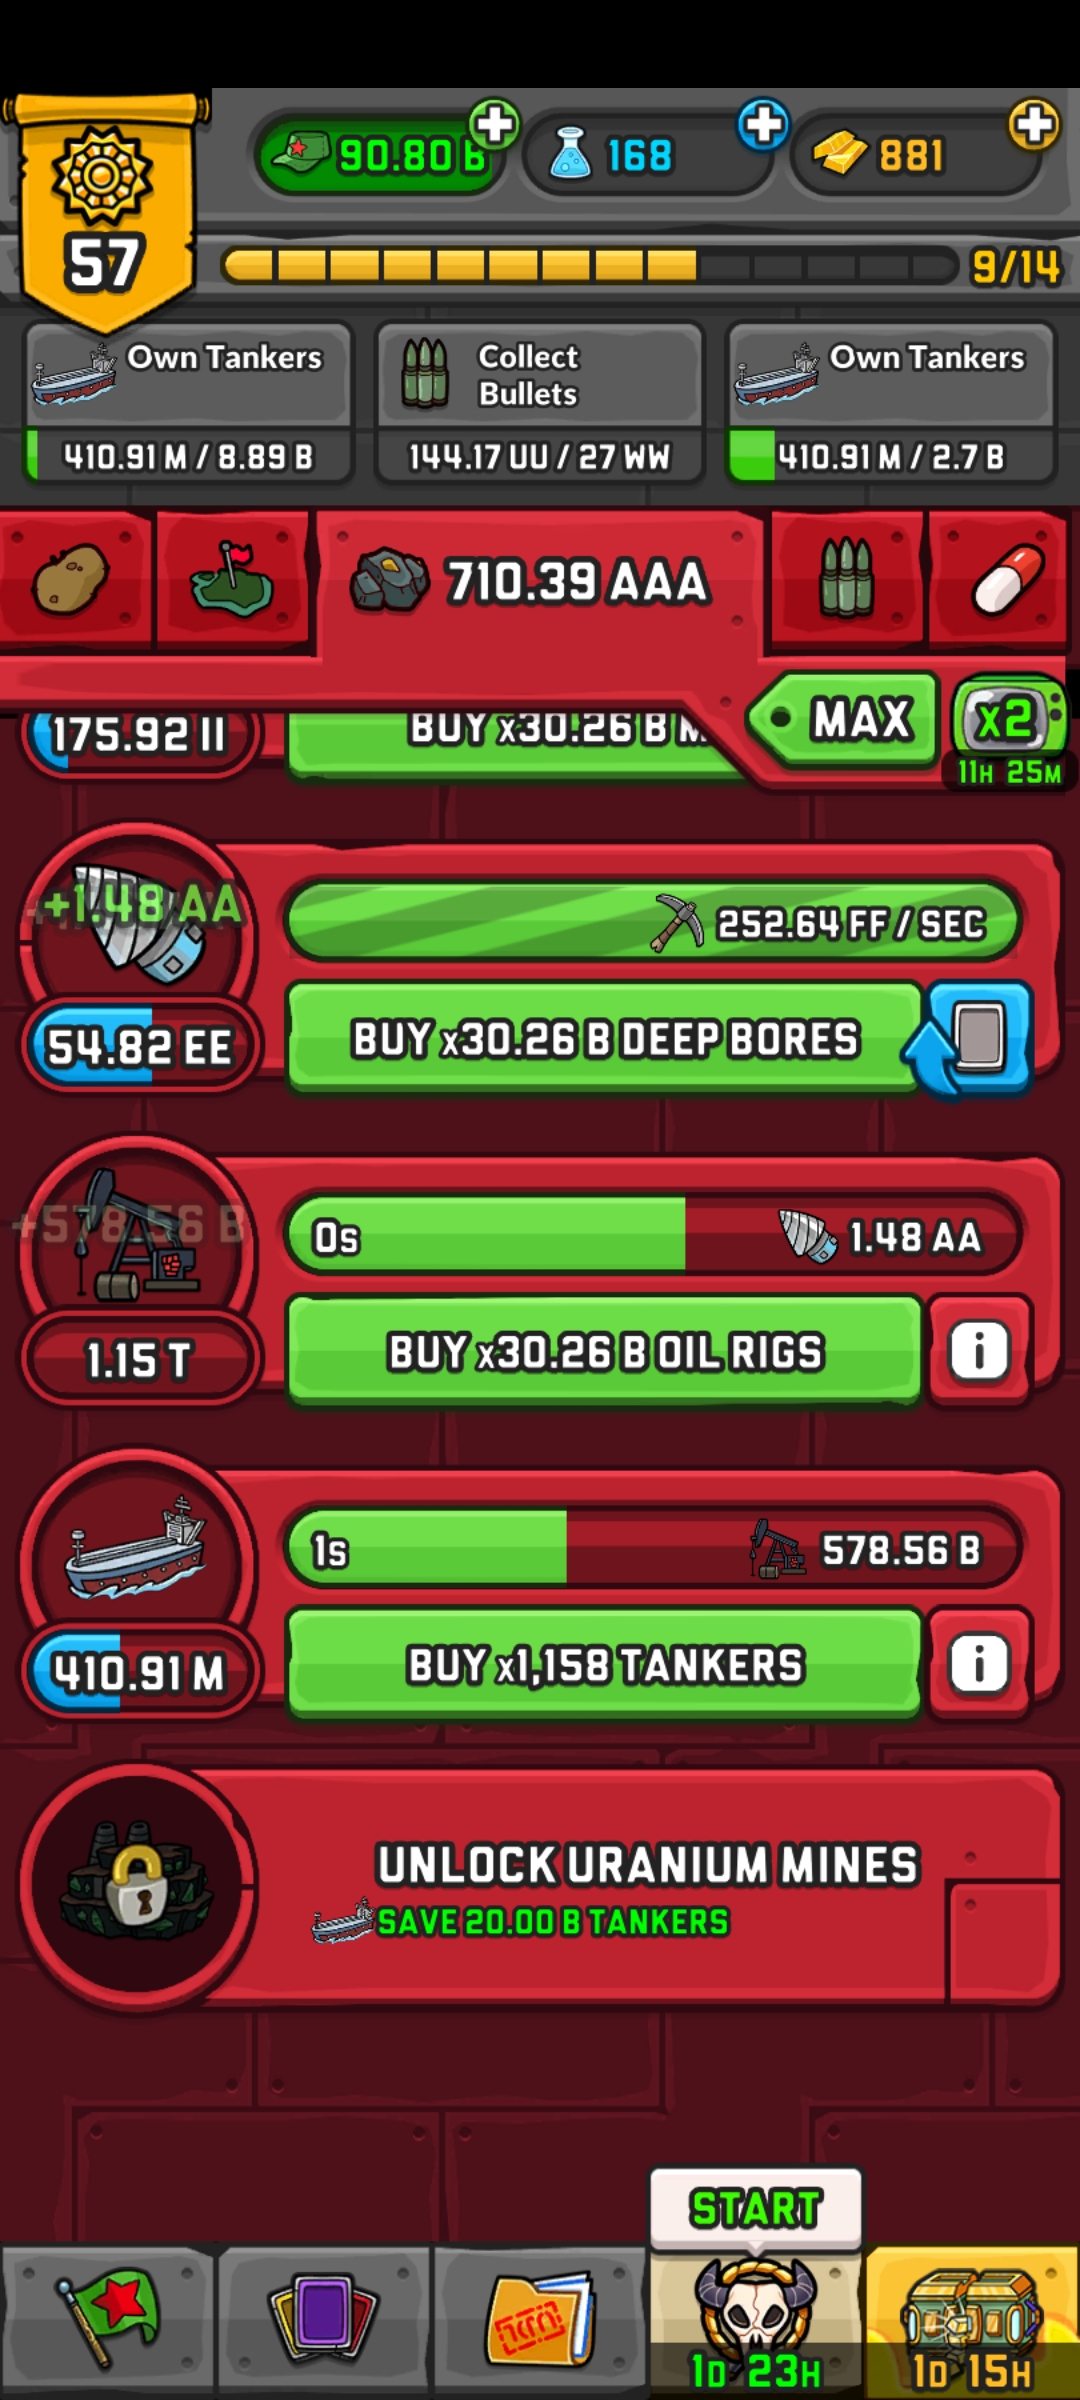 57
90.80 B
168
881
9/14
Own Tankers
410.91 M / 8.89 B
Collect
Bullets
144.17 UU / 27 WW
Own Tankers
410.91 M / 2.7 B
710.39 AAA
MAX
x2
11H 25M
175.92 II
BUY x30.26 B
+1.48 AA
252.64 FF / SEC
54.82 EE
BUY x30.26 B DEEP BORES
+578.56 B
0s
1.48 AA
1.15 T
BUY x30.26 B OIL RIGS
i
1s
578.56 B
410.91 M
BUY x1,158 TANKERS
i
UNLOCK URANIUM MINES
SAVE 20.00 B TANKERS
START
1D 23H
1D 15H